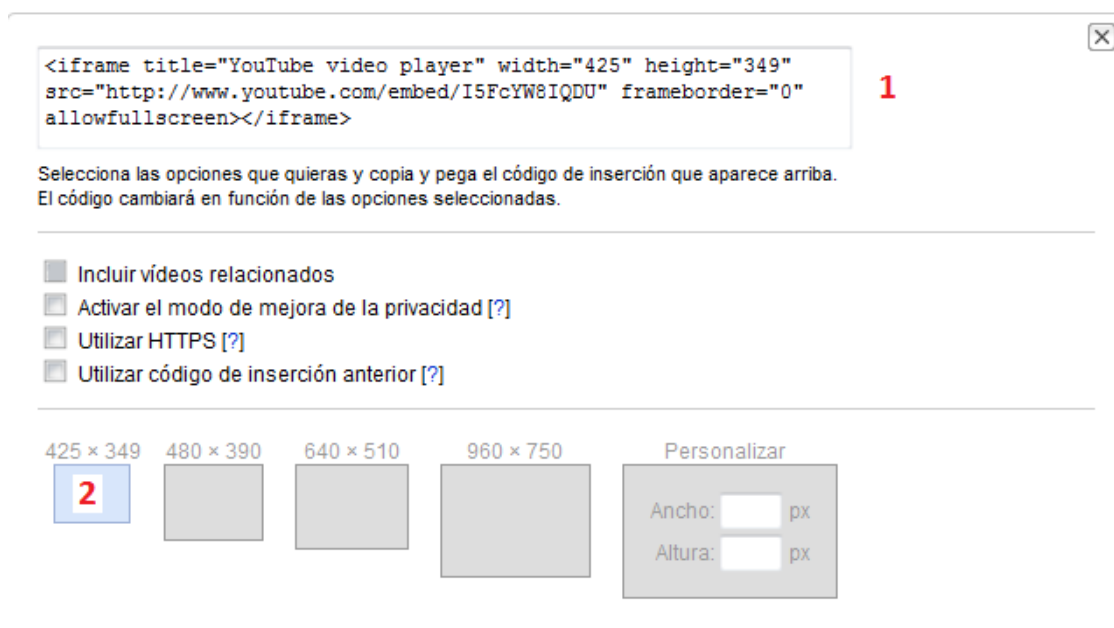 <iframe title="YouTube video player" width="425" height="349"
src="http://www.youtube.com/embed/I5FcYW8IQDU" frameborder="0"
allowfullscreen></iframe>
1
Selecciona las opciones que quieras y copia y pega el código de inserción que aparece arriba.
El código cambiará en función de las opciones seleccionadas.
Incluir vídeos relacionados
Activar el modo de mejora de la privacidad [?]
Utilizar HTTPS [?]
Utilizar código de inserción anterior [?]
425 × 349 480 × 390 640 × 510 960 × 750 Personalizar
2
Ancho: px
Altura: px